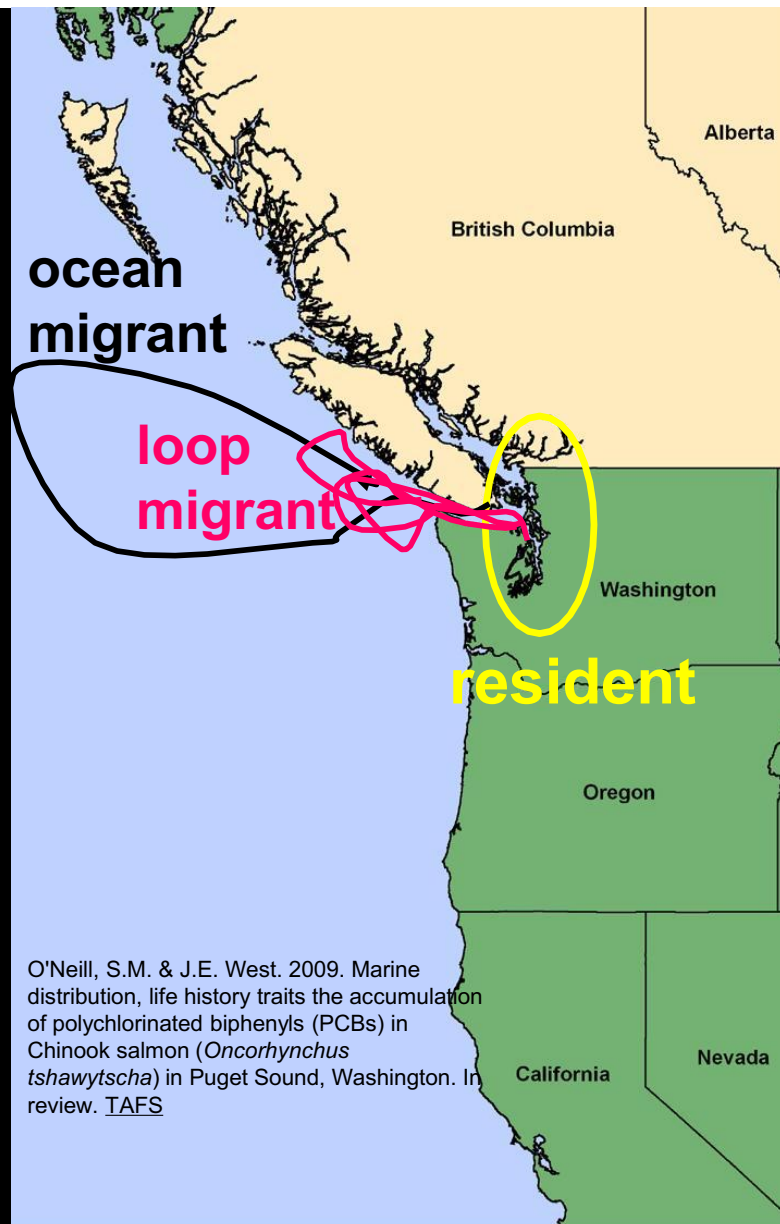 Alberta
British Columbia
ocean
migrant
loop
migrant
Washington
resident
Oregon
O'Neill, S.M. & J.E. West. 2009. Marine
distribution, life history traits the accumulation
of polychlorinated biphenyls (PCBs) in
Chinook salmon (Oncorhynchus
tshawytscha) in Puget Sound, Washington. In
review. TAFS
California
Nevada